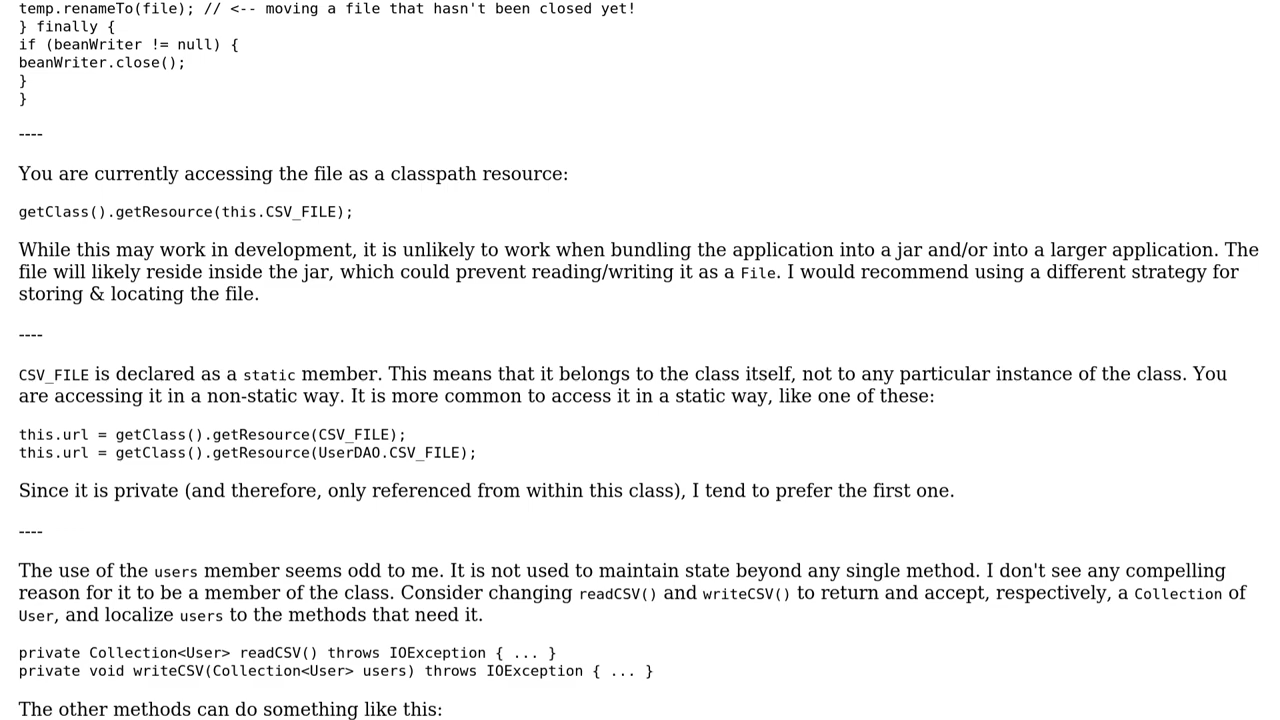 temp.renameTo(file); // <-- moving a file that hasn't been closed yet!
} finally {
if (beanWriter != null) {
beanWriter.close();
}
}
----
You are currently accessing the file as a classpath resource:
getClass().getResource(this.CSV_FILE);
While this may work in development, it is unlikely to work when bundling the application into a jar and/or into a larger application. The
file will likely reside inside the jar, which could prevent reading/writing it as a File. I would recommend using a different strategy for
storing & locating the file.
----
CSV_FILE is declared as a static member. This means that it belongs to the class itself, not to any particular instance of the class. You
are accessing it in a non-static way. It is more common to access it in a static way, like one of these:
this.url = getClass().getResource(CSV_FILE);
this.url = getClass().getResource(UserDAO.CSV_FILE);
Since it is private (and therefore, only referenced from within this class), I tend to prefer the first one.
----
The use of the users member seems odd to me. It is not used to maintain state beyond any single method. I don't see any compelling
reason for it to be a member of the class. Consider changing readCSV() and writeCSV() to return and accept, respectively, a Collection of
User, and localize users to the methods that need it.
private Collection<User> readCSV() throws IOException { ... }
private void writeCSV(Collection<User> users) throws IOException { ... }
The other methods can do something like this: